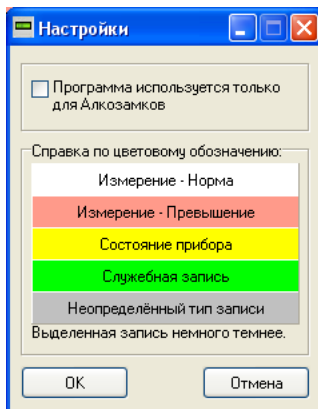 Настройки
Программа используется только
для Алкозамков
Справка по цветовому обозначению:
Измерение - Норма
Измерение - Превышение
Состояние прибора
Служебная запись
Неопределённый тип записи
Выделенная запись немного темнее.
OK
Отмена